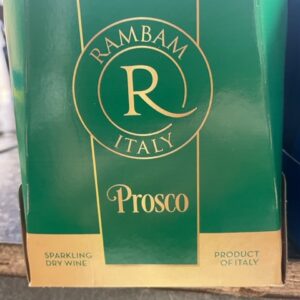 RAMBAM
R
ITALY
Prosco
SPARKLING
DRY WINE
PRODUCT
OF ITALY